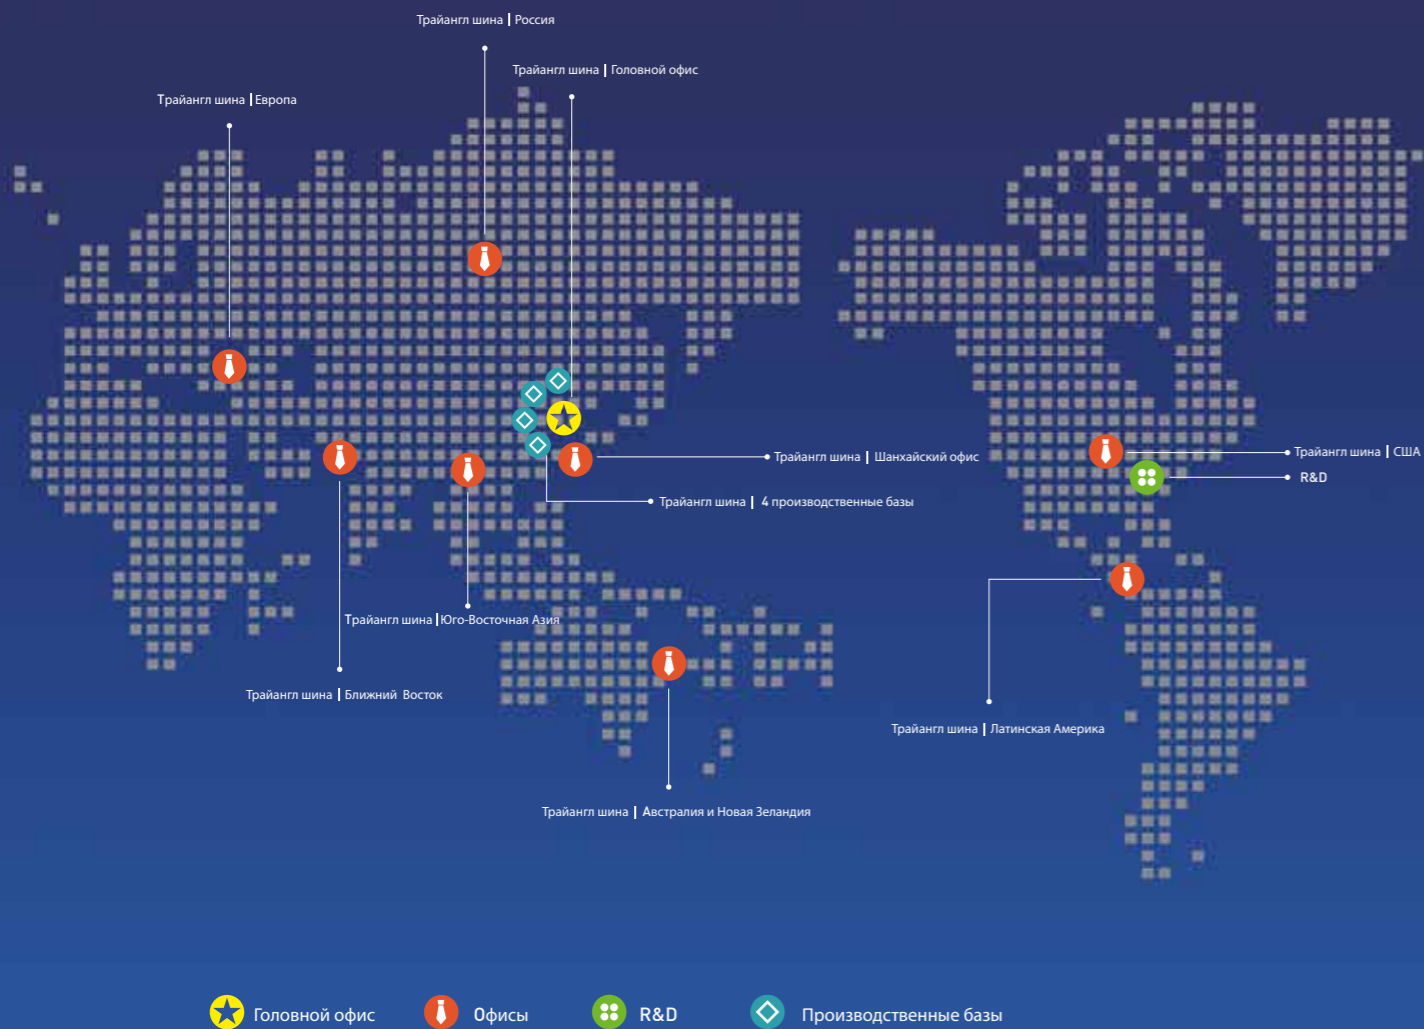 Трайангл шина | Россия
Трайангл шина | Головной офис
Трайангл шина | Европа
Трайангл шина | США
Трайангл шина | Шанхайский офис
R&D
Трайангл шина | 4 производственные базы
Трайангл шина | Юго-Восточная Азия
Трайангл шина | Ближний Восток
Трайангл шина | Латинская Америка
Трайангл шина | Австралия и Новая Зеландия
Головной офис Офисы R&D Производственные базы